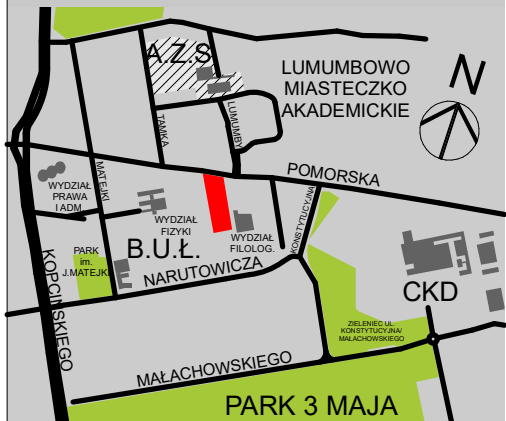 A.Z.S
LUMUMBOWO
MIASTECZKO
AKADEMICKIE
N
TAMKA
LUMUMBY
MATEJKI
POMORSKA
WYDZIAŁ
PRAWA
I ADM.
WYDZIAŁ
FIZYKI
WYDZIAŁ
FILOLOG.
KONSTYTUCYJNA
PARK
im.
J.MATEJKI
B.U.Ł.
NARUTOWICZA
KOPCIŃSKIEGO
CKD
ZIELENIEC UL.
KONSTYTUCYJNA/
MAŁACHOWSKIEGO
MAŁACHOWSKIEGO
PARK 3 MAJA